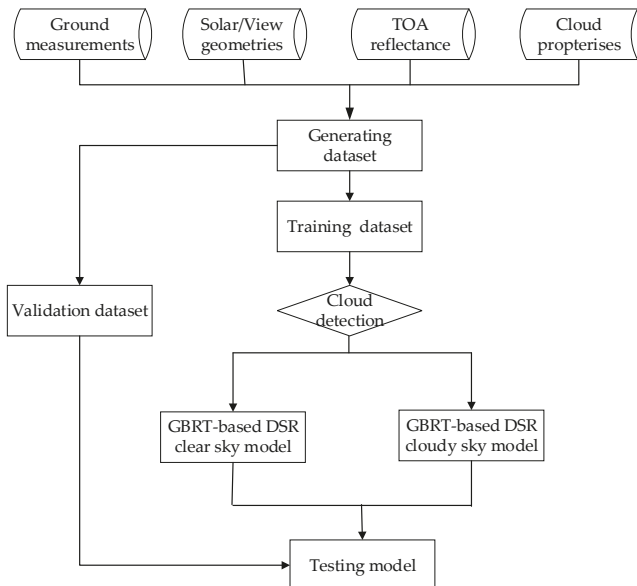 Ground
measurements
Solar/View
geometries
TOA
reflectance
Cloud
propterises
Generating
dataset
Training dataset
Cloud
detection
Validation dataset
GBRT-based DSR
clear sky model
GBRT-based DSR
cloudy sky model
Testing model